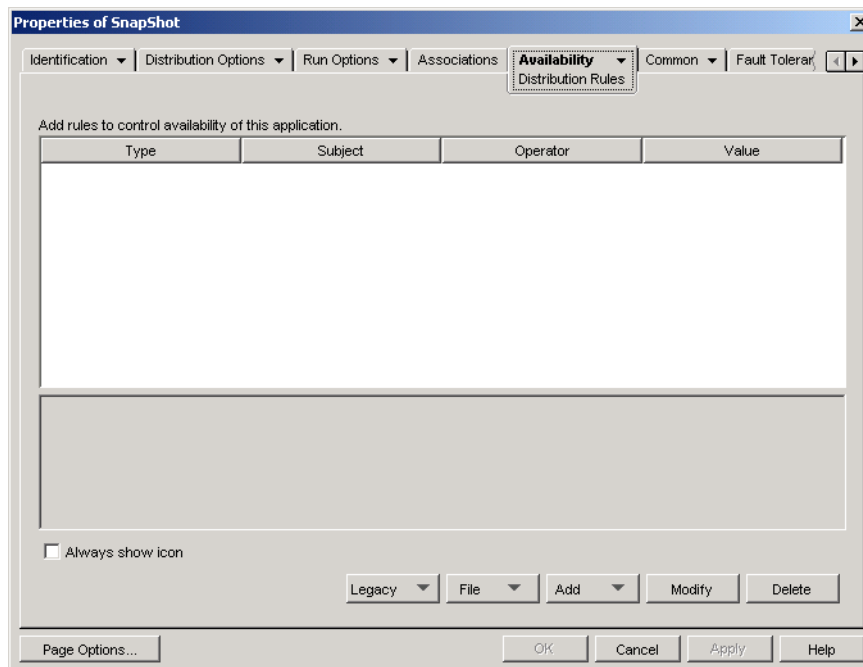 Properties of SnapShot
Identification Distribution Options Run Options Associations Availability Common Fault Toleran
Distribution Rules
Add rules to control availability of this application.
Type Subject Operator Value
Always show icon
Legacy File Add Modify Delete
Page Options... OK Cancel Apply Help